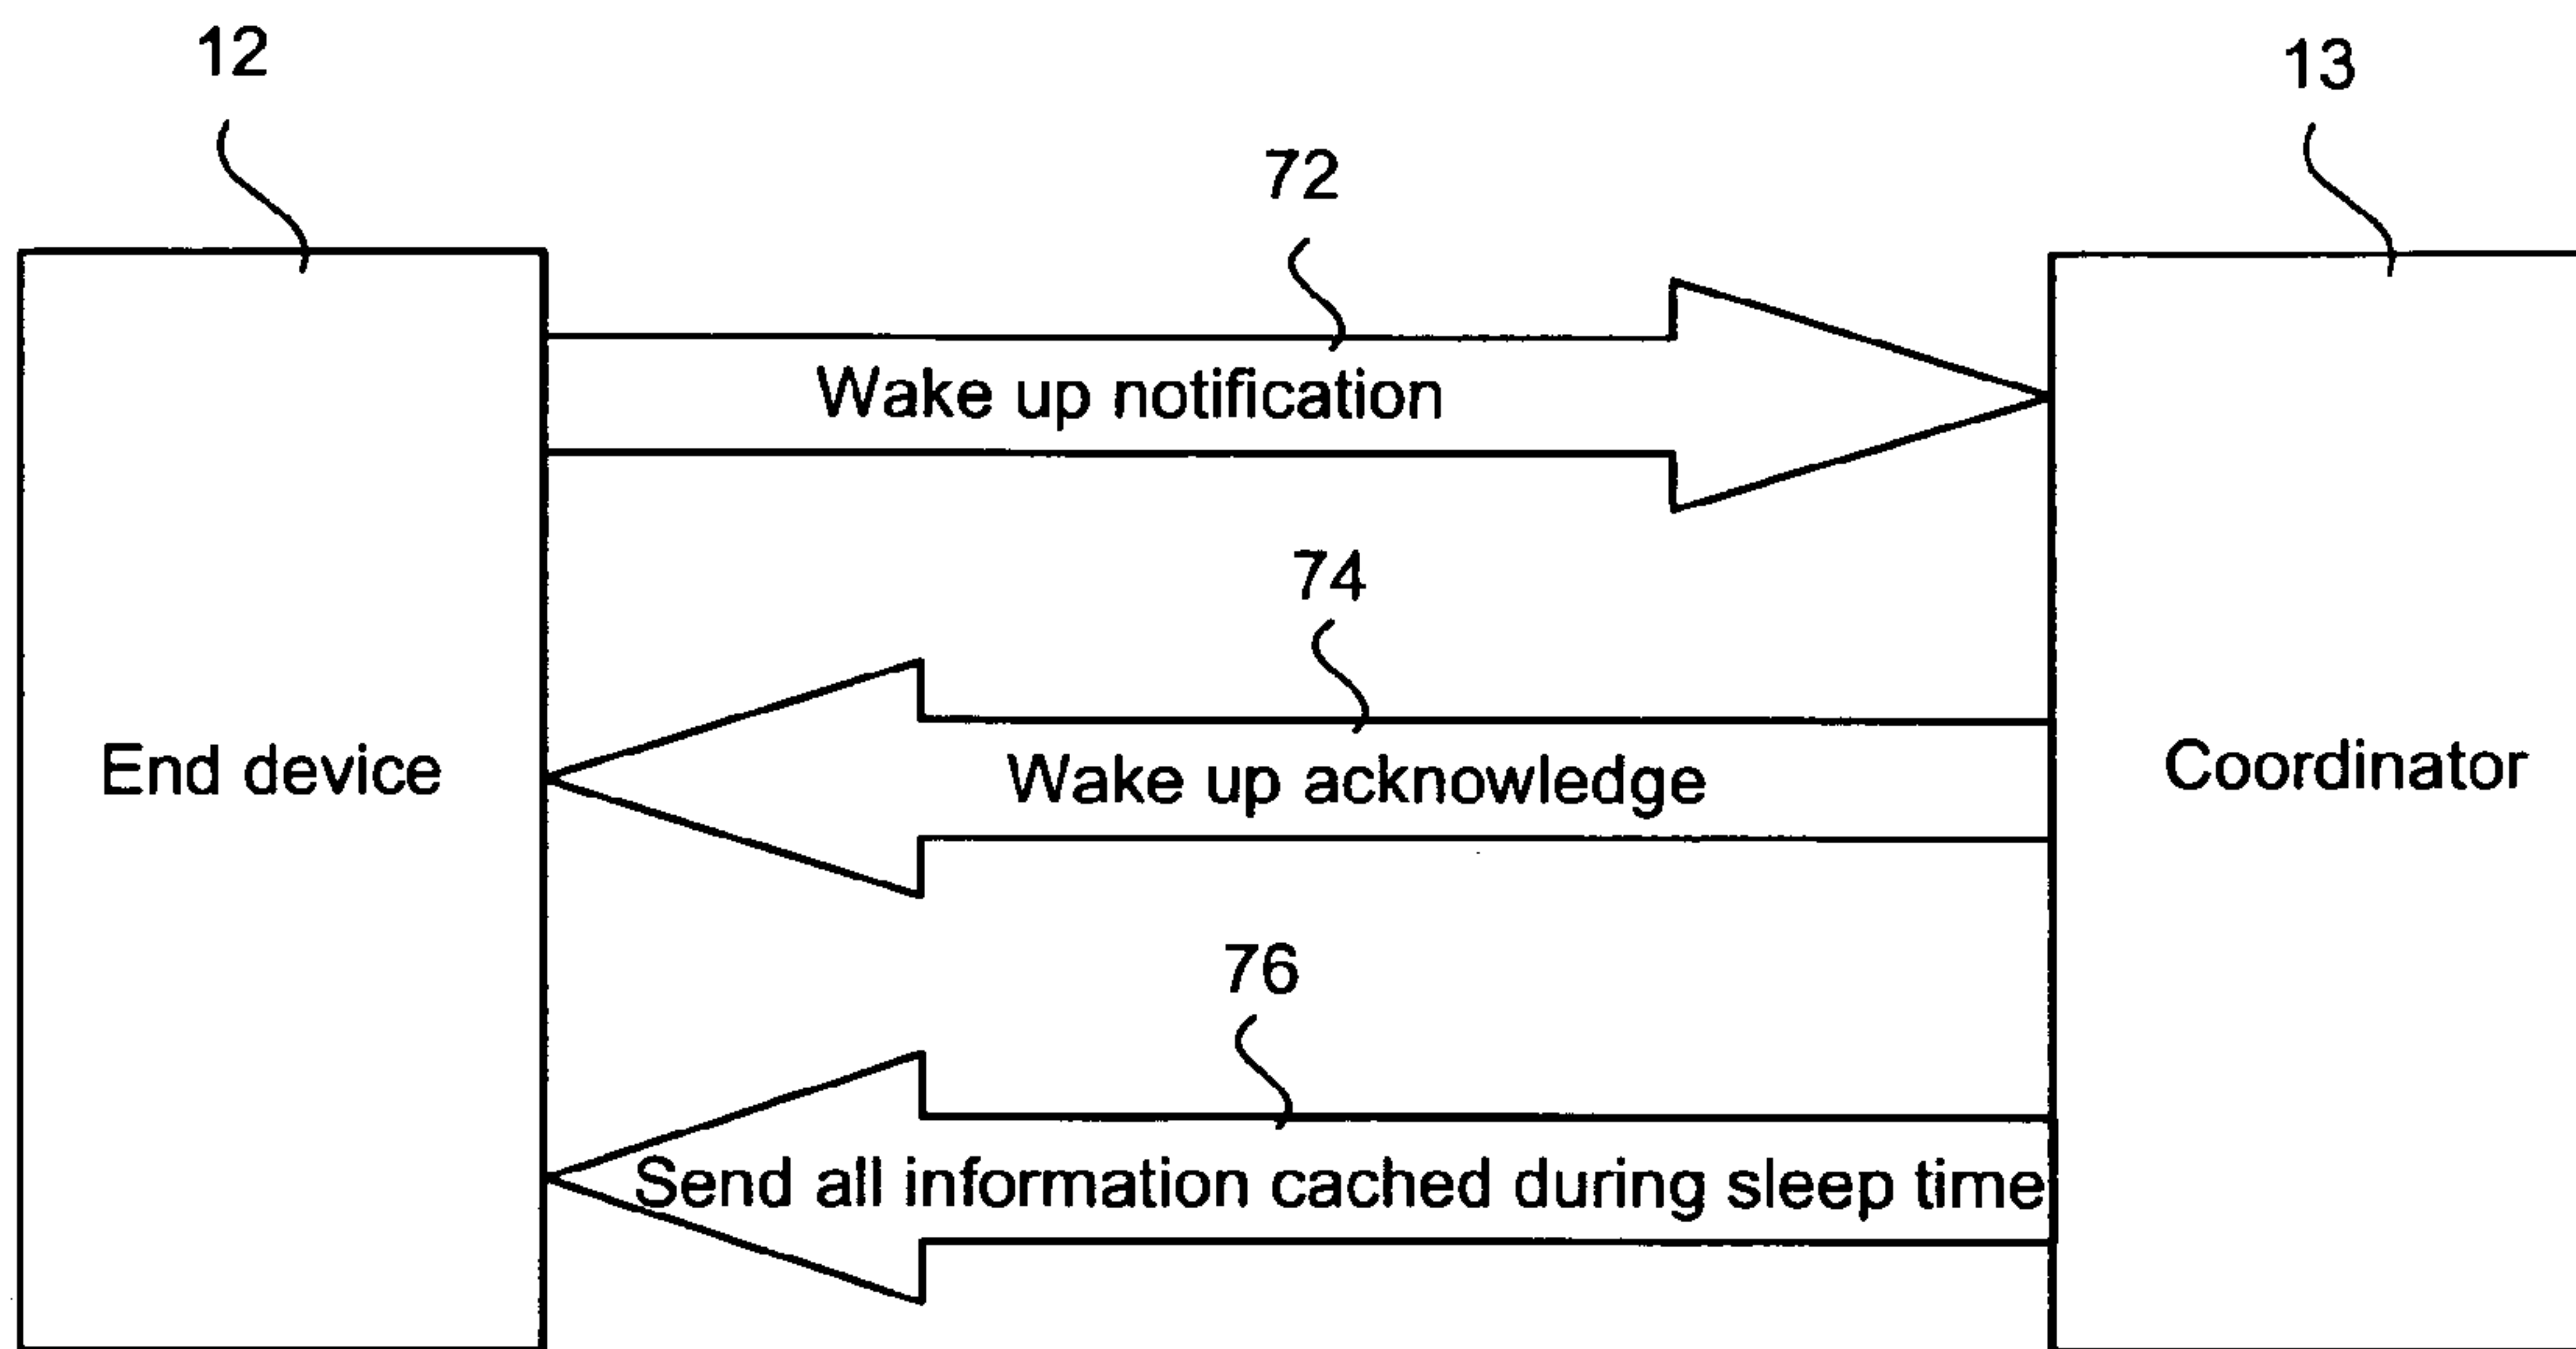 12
13
72
Wake up notification
74
End device
Wake up acknowledge
Coordinator
76
Send all information cached during sleep time